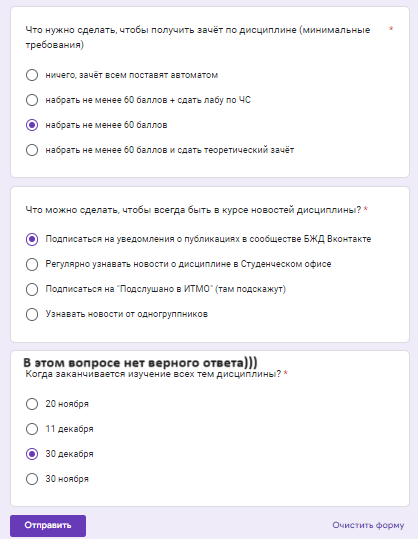 Что нужно сделать, чтобы получить зачёт по дисциплине (минимальные *
требования)
ничего, зачёт всем поставят автоматом
набрать не менее 60 баллов + сдать лабу по ЧС
набрать не менее 60 баллов
набрать не менее 60 баллов и сдать теоретический зачёт
Что можно сделать, чтобы всегда быть в курсе новостей дисциплины? *
Подписаться на уведомления о публикациях в сообществе БЖД Вконтакте
Регулярно узнавать новости о дисциплине в Студенческом офисе
Подписаться на "Подслушано в ИТМО" (там подскажут)
Узнавать новости от одногруппников
В этом вопросе нет верного ответа)))
Когда заканчивается изучение всех тем дисциплины? *
20 ноября
11 декабря
30 декабря
30 ноября
Отправить Очистить форму